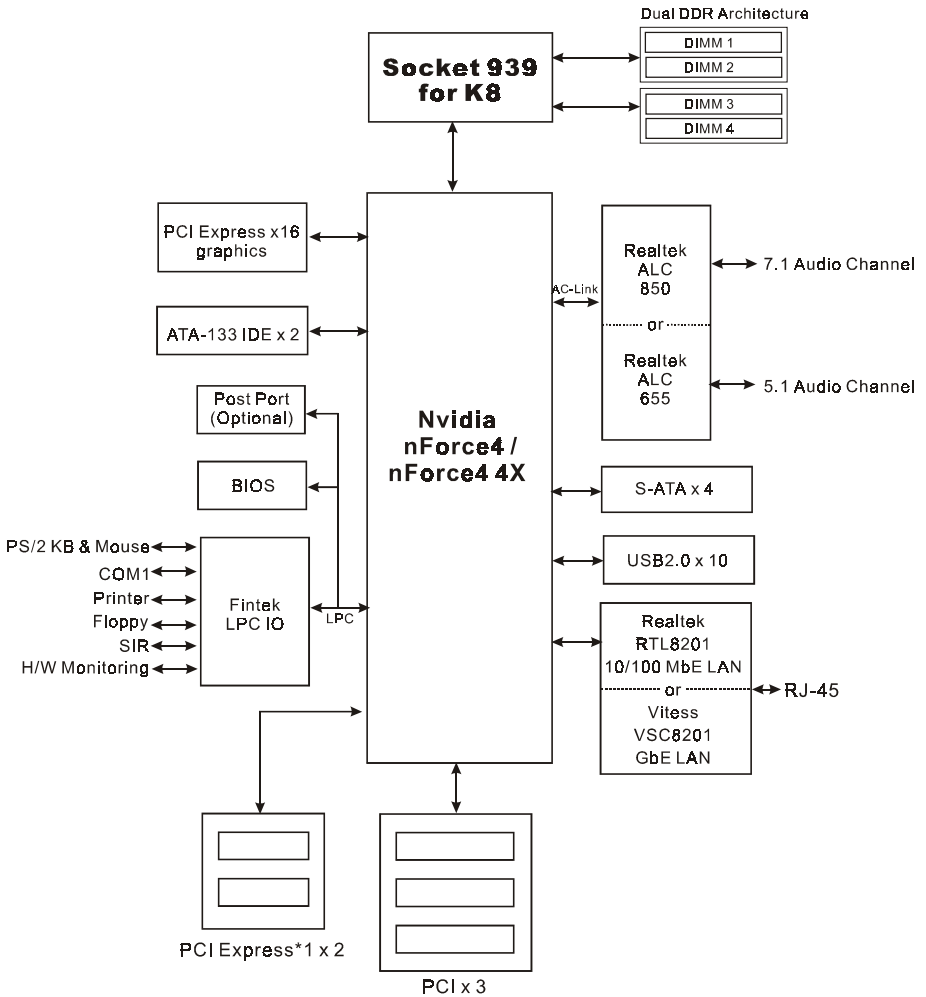 Dual DDR Architecture
DIMM 1
DIMM 2
DIMM 3
DIMM 4
Socket 939
for K8
PCI Express x16
graphics
ATA-133 IDE x 2
Post Port
(Optional)
BIOS
PS/2 KB & Mouse
COM1
Printer
Floppy
SIR
H/W Monitoring
Fintek
LPC IO
LPC
Nvidia
nForce4 /
nForce4 4X
AC-Link
Realtek
ALC
850
or
Realtek
ALC
655
7.1 Audio Channel
5.1 Audio Channel
S-ATA x 4
USB2.0 x 10
Realtek
RTL8201
10/100 MbE LAN
or
Vitess
VSC8201
GbE LAN
RJ-45
PCI Express*1 x 2
PCI x 3